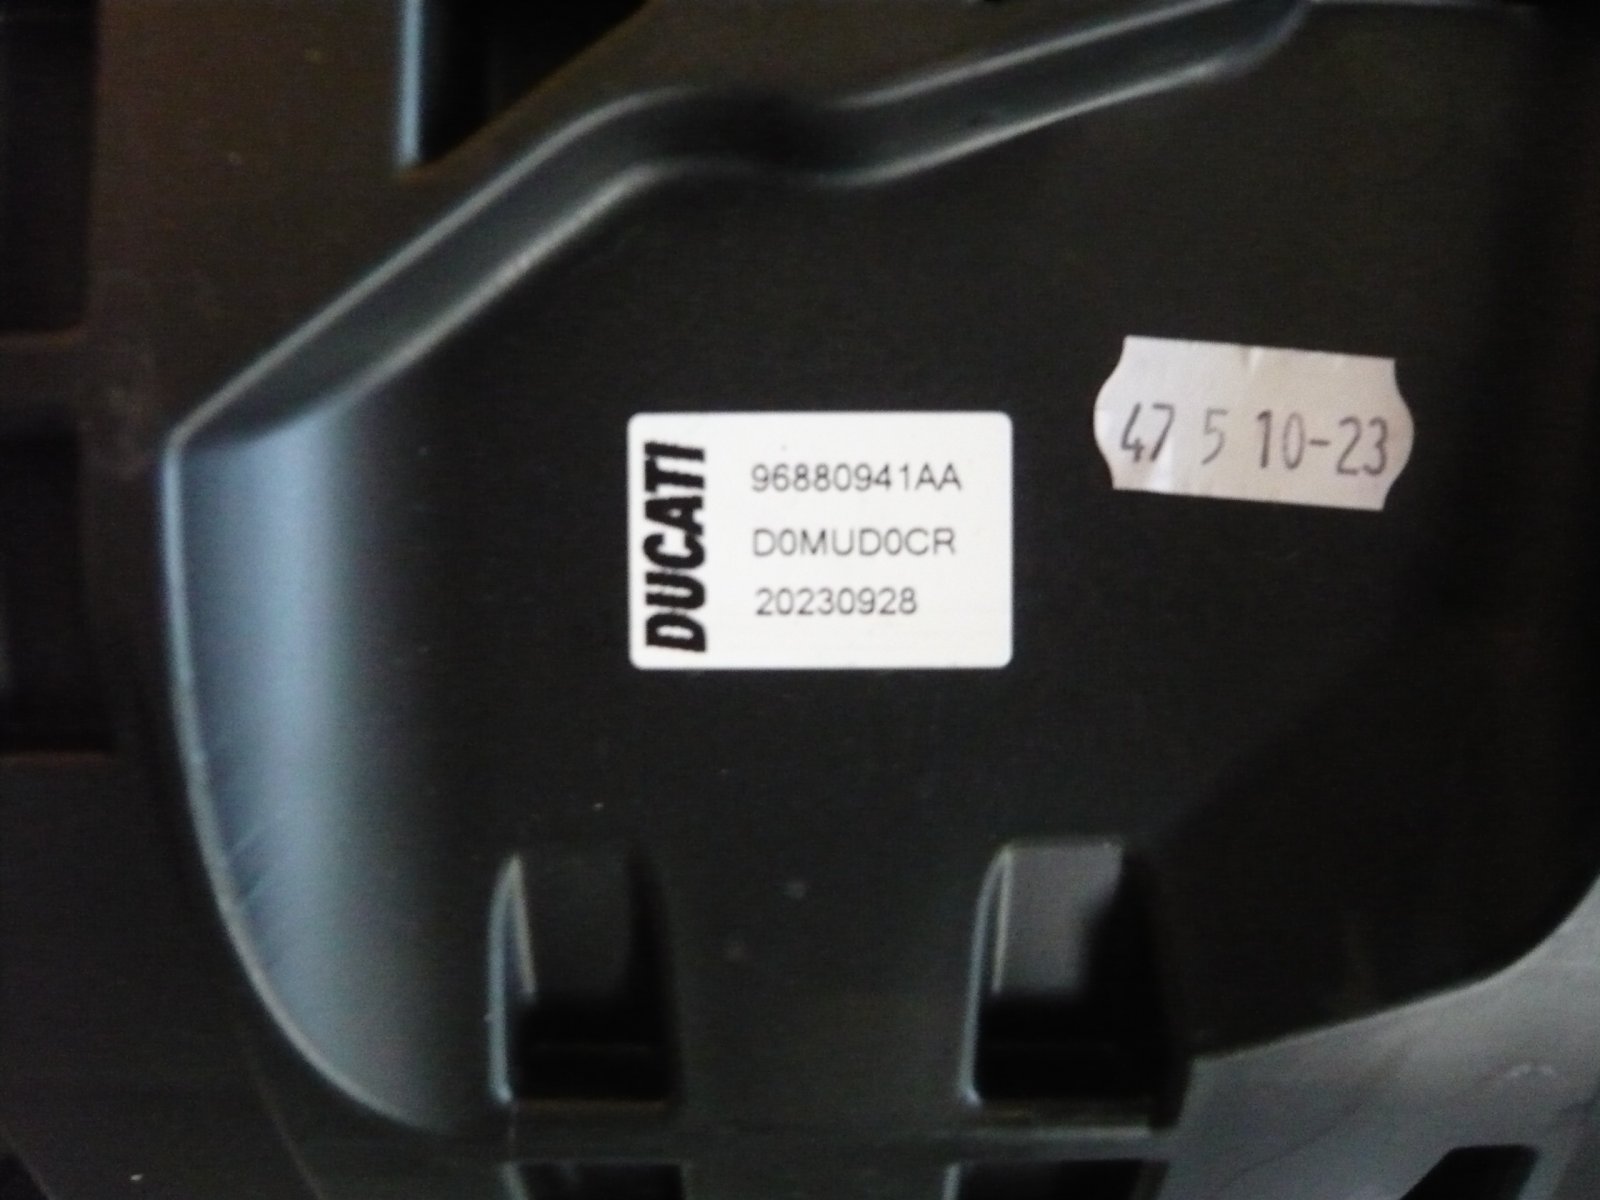 DUCATI
96880941AA
D0MUD0CR
20230928
47 5 10-23